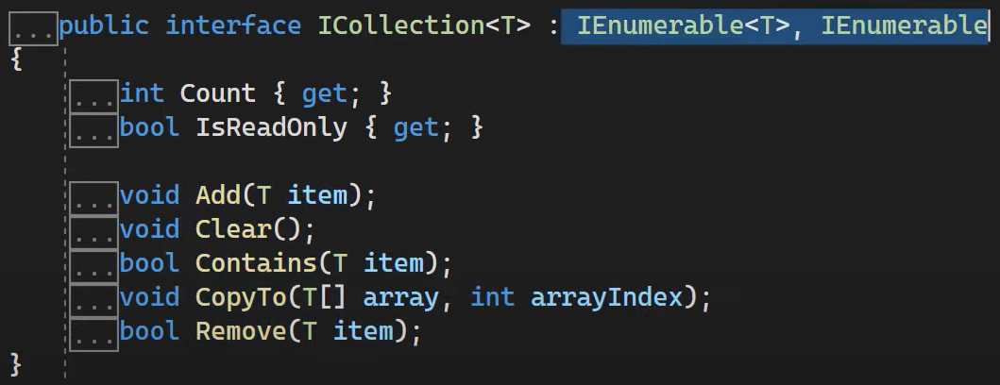 ...public interface ICollection<T> : IEnumerable<T>, IEnumerable
{
...int Count { get; }
...bool IsReadOnly { get; }
...void Add(T item);
...void Clear();
...bool Contains(T item);
...void CopyTo(T[] array, int arrayIndex);
...bool Remove(T item);
}